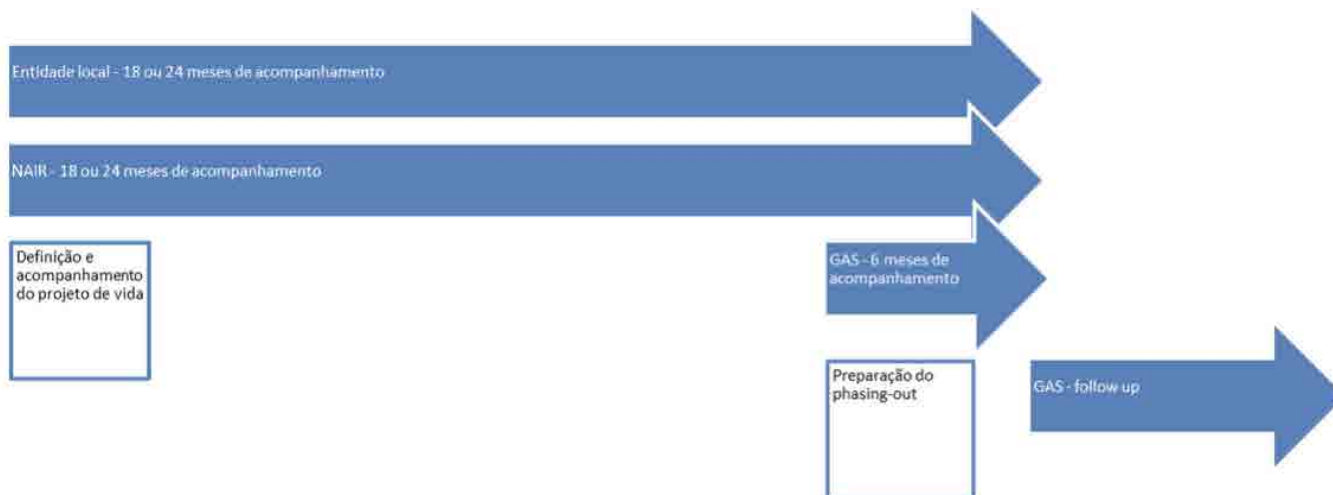 Entidade local - 18 ou 24 meses de acompanhamento
NAIR - 18 ou 24 meses de acompanhamento
Definição e
acompanhamento
do projeto de vida
GAS - 6 meses de
acompanhamento
Preparação do
phasing-out
GAS - follow up